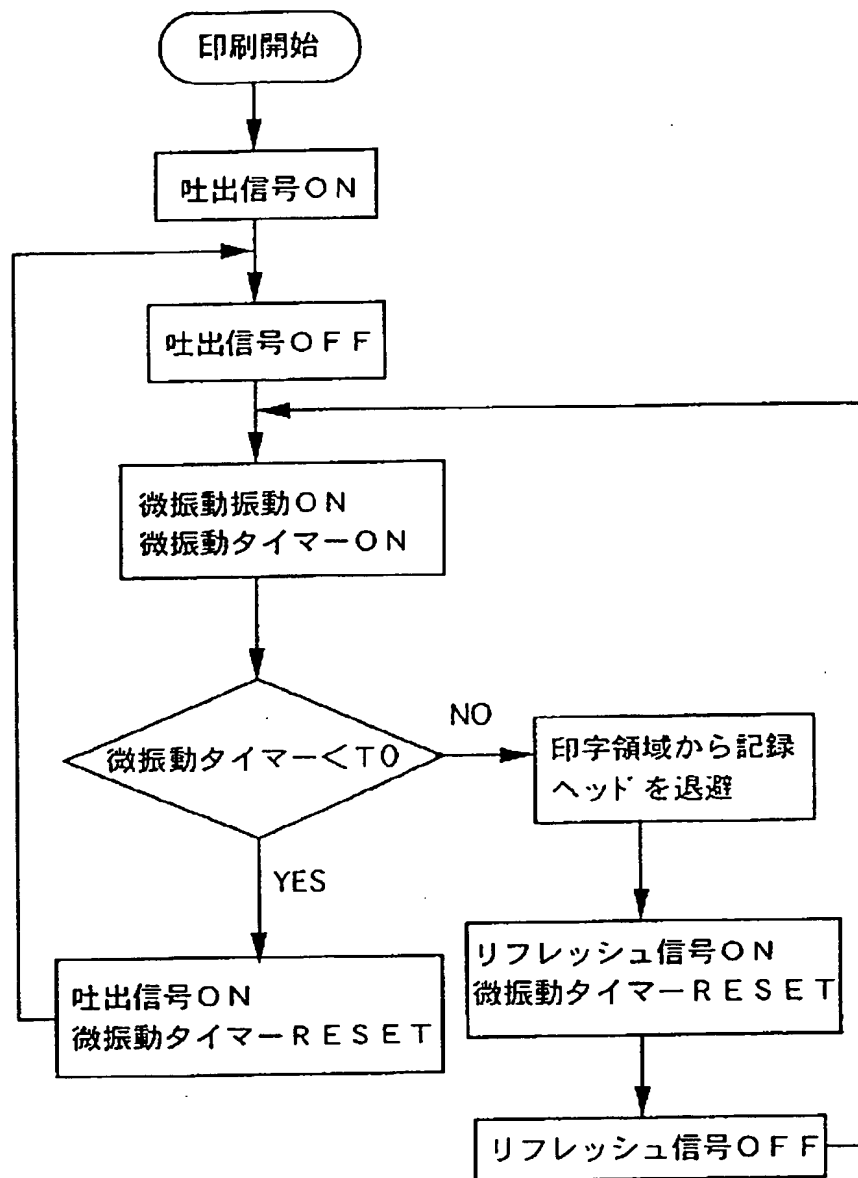 印刷開始
吐出信号ON
吐出信号OFF
微振動振動ON
微振動タイマーON
微振動タイマー<T0
NO
YES
印字領域から記録
ヘッドを退避
リフレッシュ信号ON
微振動タイマーRESET
吐出信号ON
微振動タイマーRESET
リフレッシュ信号OFF